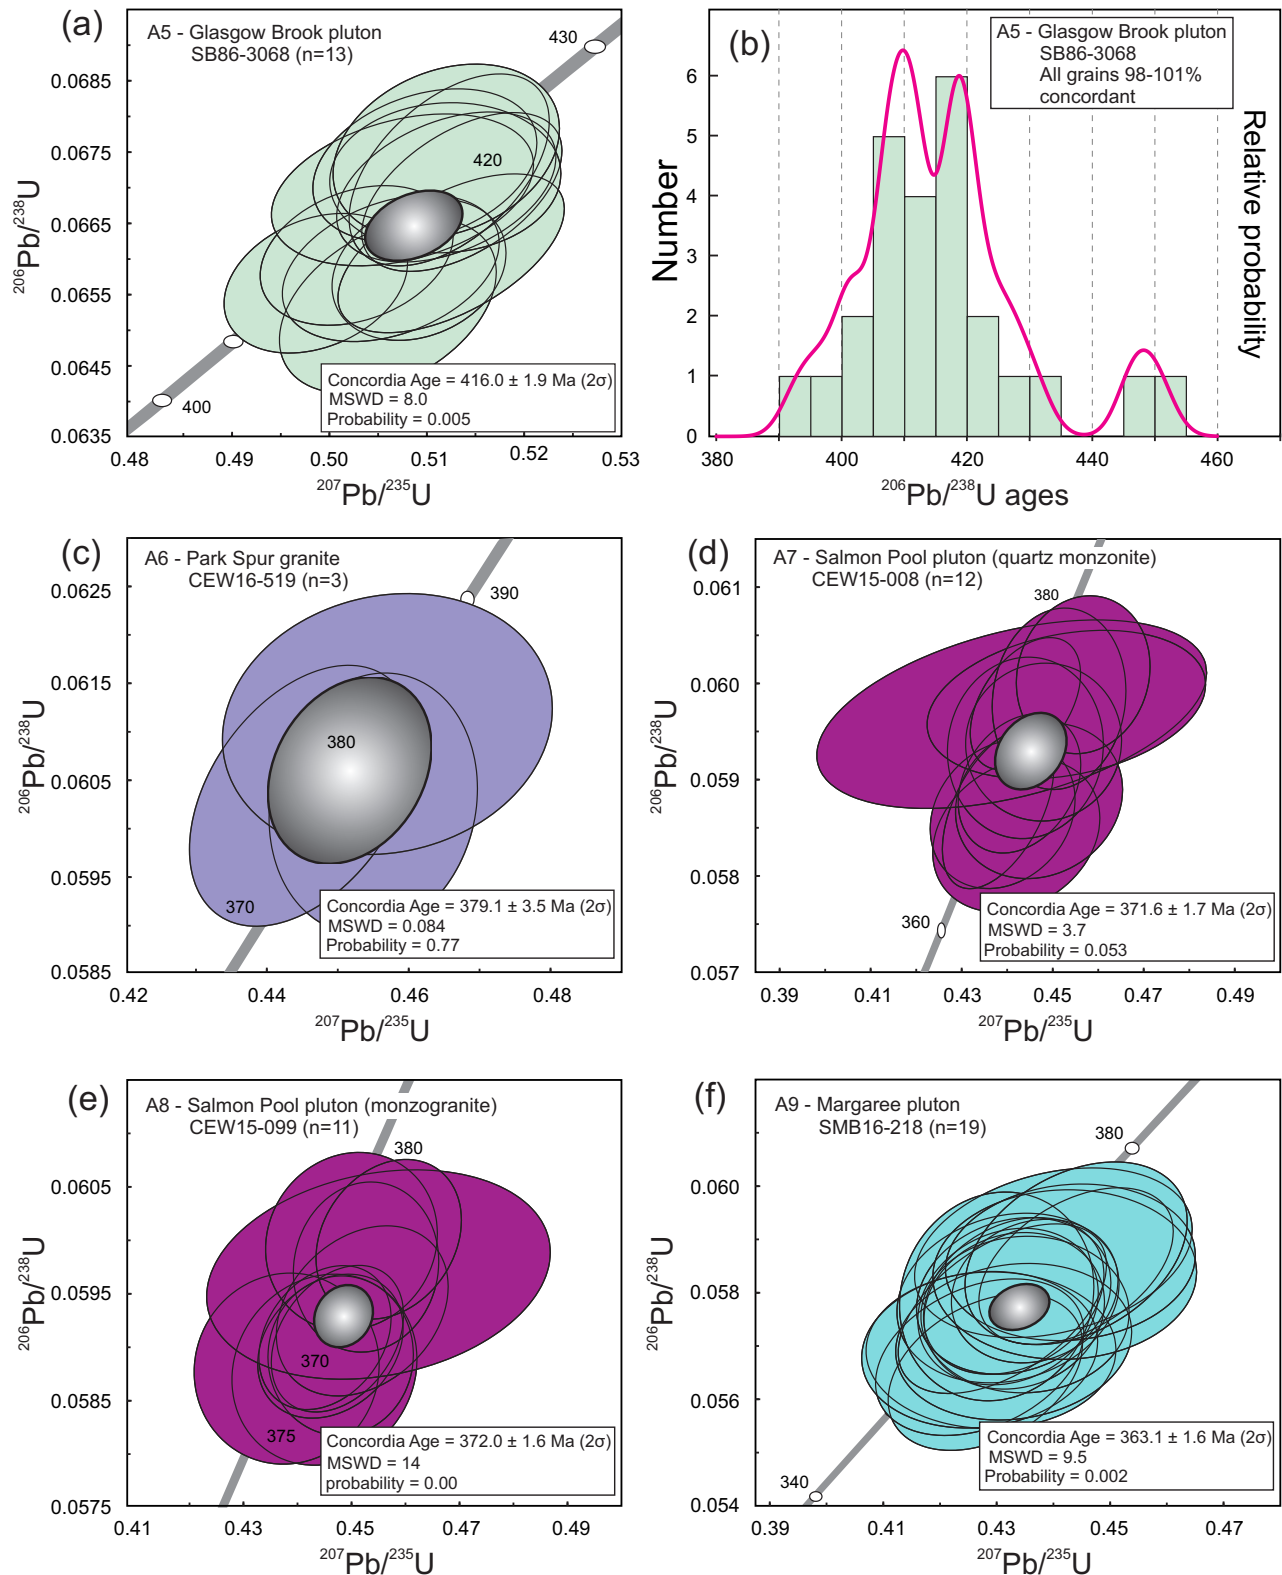 (a)
A5 - Glasgow Brook pluton
SB86-3068 (n=13)
430
420
400
0.0685
0.0675
0.0665
0.0655
0.0645
0.0635
206Pb/238U
Concordia Age = 416.0 ± 1.9 Ma (2σ)
MSWD = 8.0
Probability = 0.005
0.48
0.49
0.50
0.51
0.52
0.53
207Pb/235U
(b)
A5 - Glasgow Brook pluton
SB86-3068
All grains 98-101%
concordant
Number
Relative probability
6
5
4
3
2
1
0
380
400
420
440
460
206Pb/238U ages
(c)
A6 - Park Spur granite
CEW16-519 (n=3)
390
380
370
0.0625
0.0615
0.0605
0.0595
0.0585
206Pb/238U
Concordia Age = 379.1 ± 3.5 Ma (2σ)
MSWD = 0.084
Probability = 0.77
0.42
0.44
0.46
0.48
207Pb/235U
(d)
A7 - Salmon Pool pluton (quartz monzonite)
CEW15-008 (n=12)
380
360
0.061
0.060
0.059
0.058
0.057
206Pb/238U
Concordia Age = 371.6 ± 1.7 Ma (2σ)
MSWD = 3.7
Probability = 0.053
0.39
0.41
0.43
0.45
0.47
0.49
207Pb/235U
(e)
A8 - Salmon Pool pluton (monzogranite)
CEW15-099 (n=11)
380
370
375
0.0605
0.0595
0.0585
0.0575
206Pb/238U
Concordia Age = 372.0 ± 1.6 Ma (2σ)
MSWD = 14
probability = 0.00
0.41
0.43
0.45
0.47
0.49
207Pb/235U
(f)
A9 - Margaree pluton
SMB16-218 (n=19)
380
340
0.060
0.058
0.056
0.054
206Pb/238U
Concordia Age = 363.1 ± 1.6 Ma (2σ)
MSWD = 9.5
Probability = 0.002
0.39
0.41
0.43
0.45
0.47
207Pb/235U